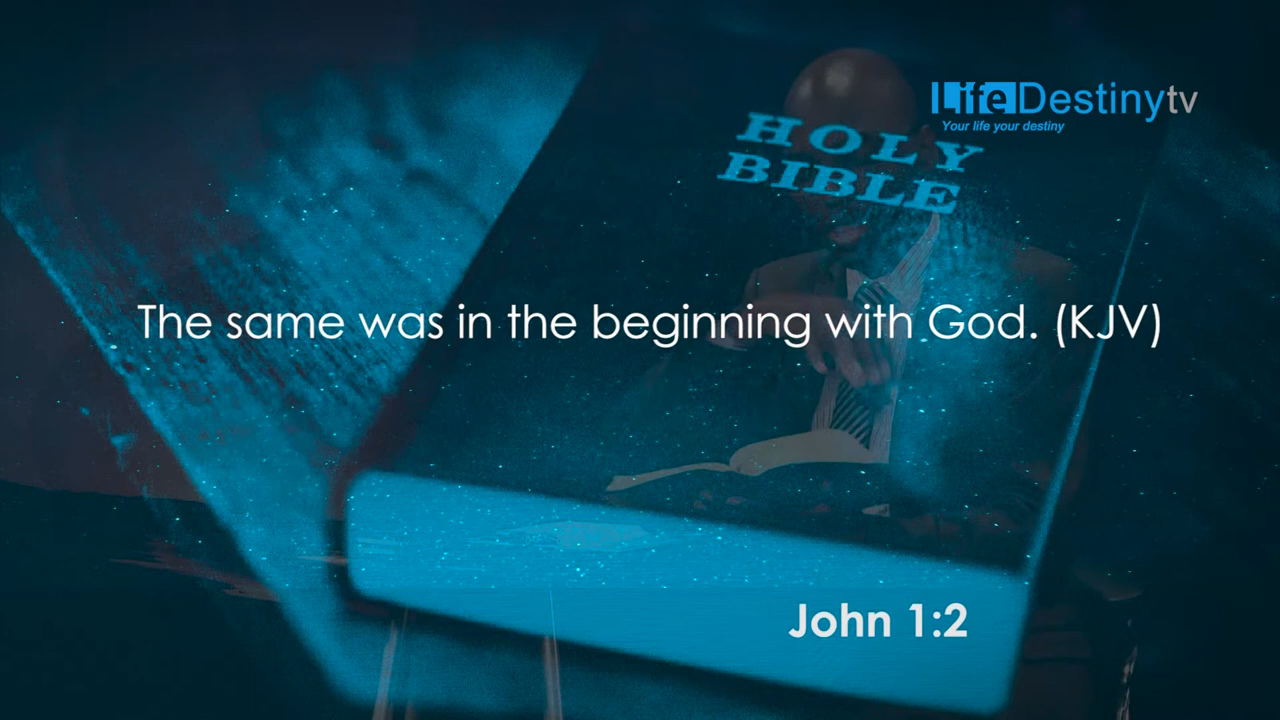 LifeDestinytv
Your life your destiny
HOLY
BIBLE
The same was in the beginning with God. (KJV)
John 1:2